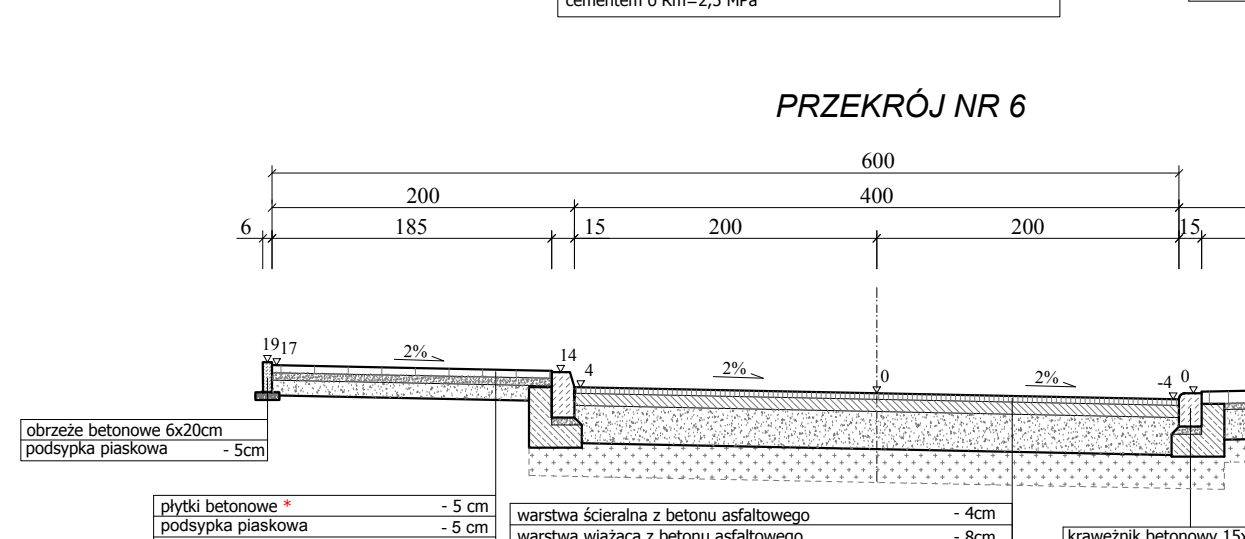 cementem o Rm=2,5 MPa
PRZEKRÓJ NR 6
600
200 400
6 185 15 200 200 15
19 17 2% 14 4 2% 0 2% -4 0
obrzeże betonowe 6x20cm
podsypka piaskowa - 5cm
płytki betonowe * - 5 cm
podsypka piaskowa - 5 cm
warstwa ścieralna z betonu asfaltowego - 4cm
warstwa wiążąca z betonu asfaltowego - 8cm
krawężnik betonowy 15x